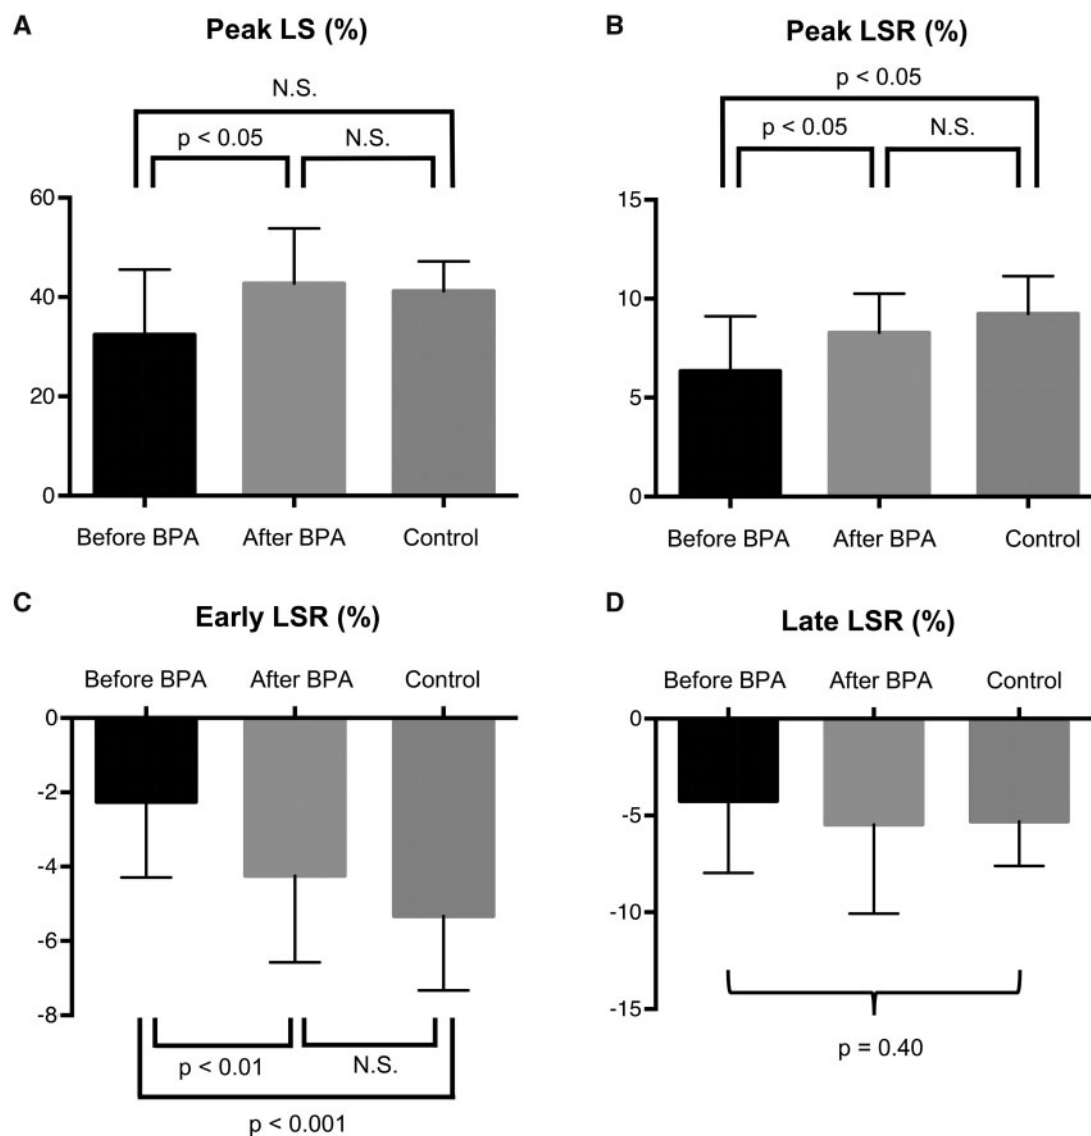 A
Peak LS (%)
N.S.
p < 0.05
N.S.
60
40
20
0
Before BPA
After BPA
Control
B
Peak LSR (%)
p < 0.05
p < 0.05
N.S.
15
10
5
0
Before BPA
After BPA
Control
C
Early LSR (%)
Before BPA
After BPA
Control
0
-2
-4
-6
-8
p < 0.01
N.S.
p < 0.001
D
Late LSR (%)
Before BPA
After BPA
Control
0
-5
-10
-15
p = 0.40